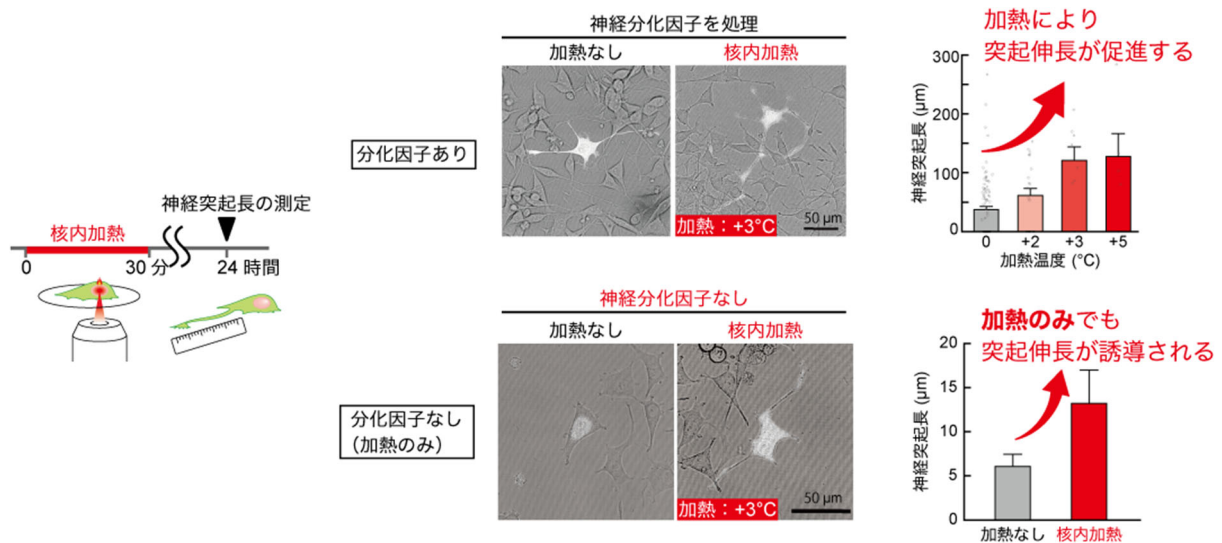 神経突起長の測定
核内加熱
0
30 分
24 時間
神経分化因子を処理
加熱なし
核内加熱
分化因子あり
加熱：+3°C
50 µm
加熱により
突起伸長が促進する
神経突起長 (µm)
300
200
100
0
0
+2
+3
+5
加熱温度 (°C)
神経分化因子なし
加熱なし
核内加熱
分化因子なし
（加熱のみ）
加熱：+3°C
50 µm
加熱のみでも
突起伸長が誘導される
神経突起長 (µm)
20
15
10
5
0
加熱なし
核内加熱